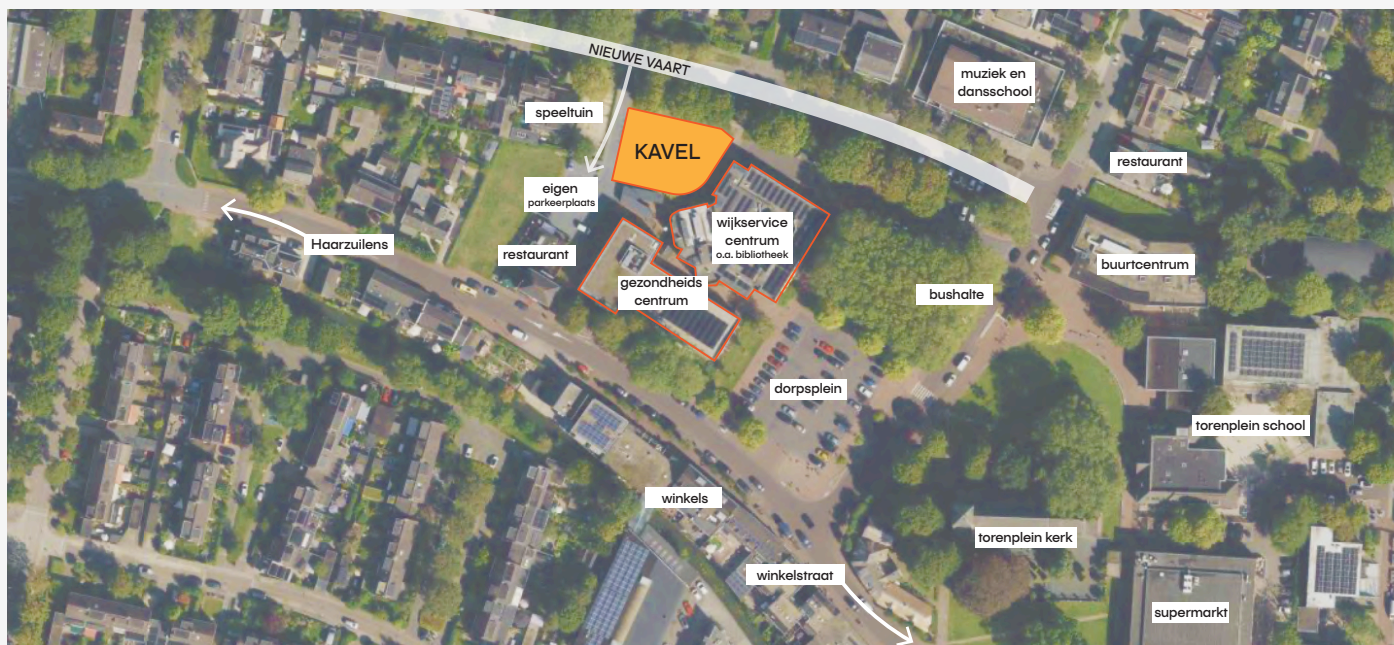 NIEUWE VAART
muziek en
dansschool
speeltuin
KAVEL
restaurant
eigen
parkeerplaats
wijkservice
centrum
o.a. bibliotheek
Haarzuilens
restaurant
buurtcentrum
gezondheids
centrum
bushalte
dorpsplein
torenplein school
winkels
torenplein kerk
winkelstraat
supermarkt